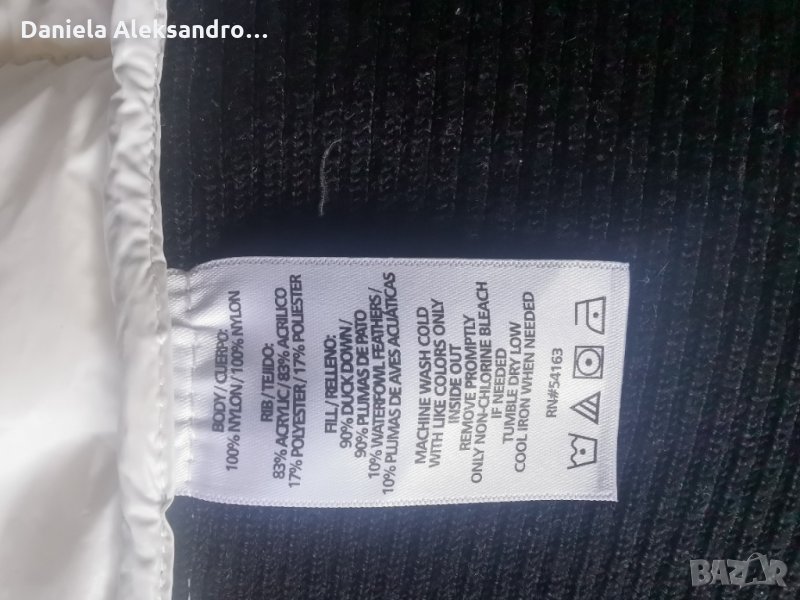 Daniela Aleksandro...
BODY / CUERPO:
100% NYLON / 100% NYLON
RIB / TEJIDO:
83% ACRYLIC / 83% ACRILICO
17% POLYESTER / 17% POLIESTER
FILL / RELLENO:
90% DUCK DOWN /
90% PLUMAS DE PATO
10% WATERFOWL FEATHERS /
10% PLUMAS DE AVES ACUÁTICAS
MACHINE WASH COLD
WITH LIKE COLORS ONLY
INSIDE OUT
REMOVE PROMPTLY
ONLY NON-CHLORINE BLEACH
IF NEEDED
TUMBLE DRY LOW
COOL IRON WHEN NEEDED
RN#54163
BAZAR